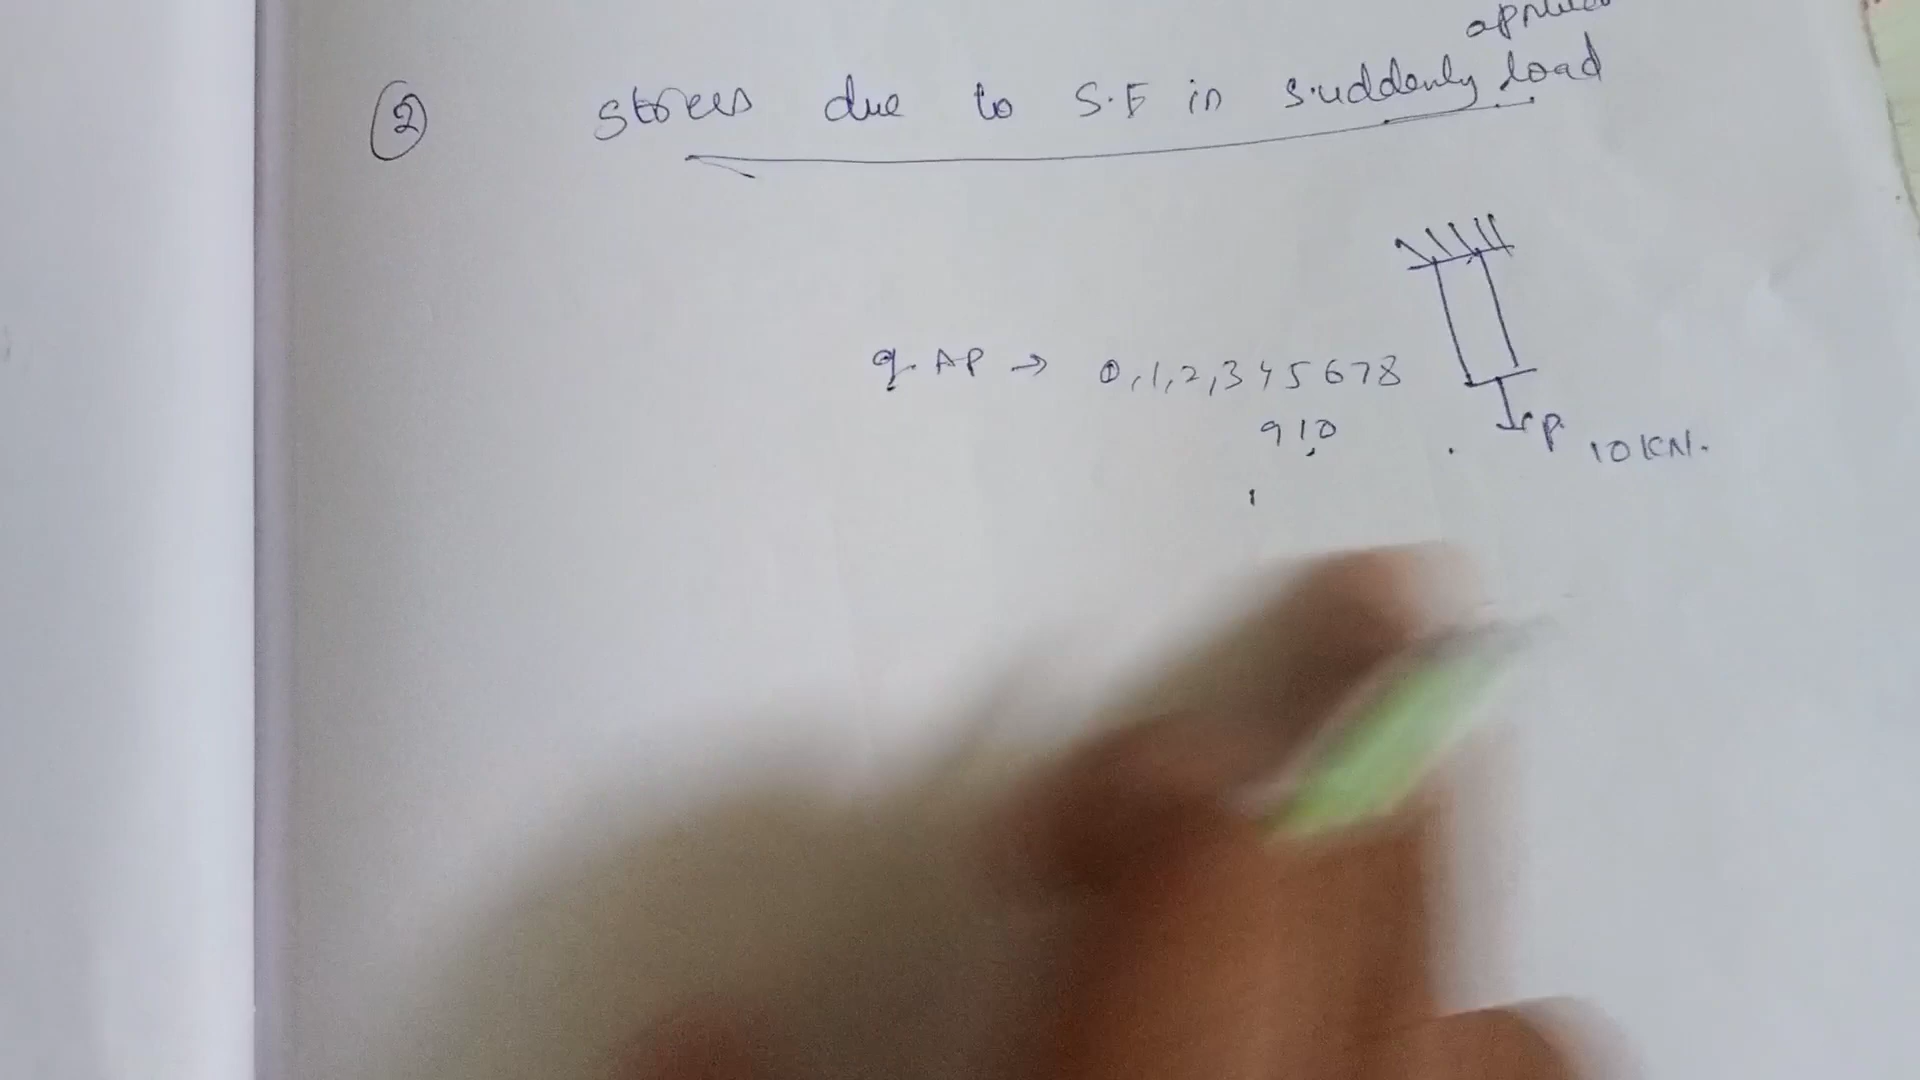 applied
② stress due to S.E in suddenly load
g. AP → 0,1,2,3 4 5 6 7 8
9 10
P 10 KN.